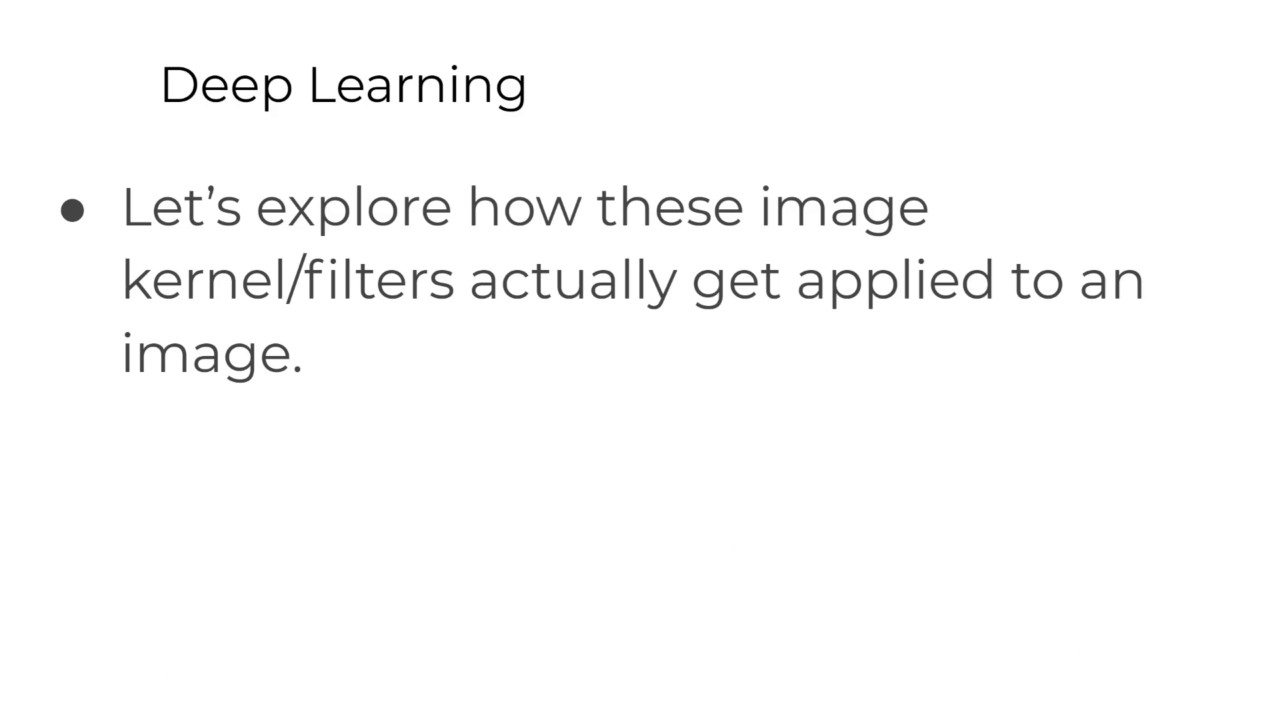 Deep Learning
● Let’s explore how these image
kernel/filters actually get applied to an
image.